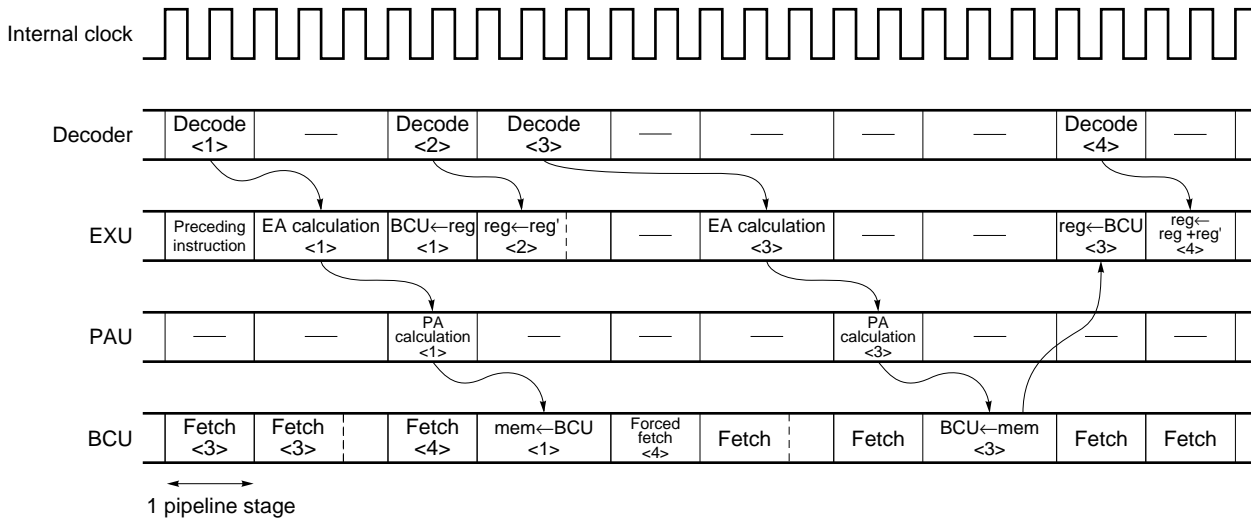 Internal clock
Decoder
Decode
<1>
—
Decode
<2>
Decode
<3>
—
—
—
—
Decode
<4>
—
EXU
Preceding
instruction
EA calculation
<1>
BCU←reg
<1>
reg←reg'
<2>
—
EA calculation
<3>
—
—
reg←BCU
<3>
reg←
reg +reg'
<4>
PAU
—
—
PA
calculation
<1>
—
—
—
PA
calculation
<3>
—
—
—
BCU
Fetch
<3>
Fetch
<3>
Fetch
<4>
mem←BCU
<1>
Forced
fetch
<4>
Fetch
Fetch
BCU←mem
<3>
Fetch
Fetch
1 pipeline stage